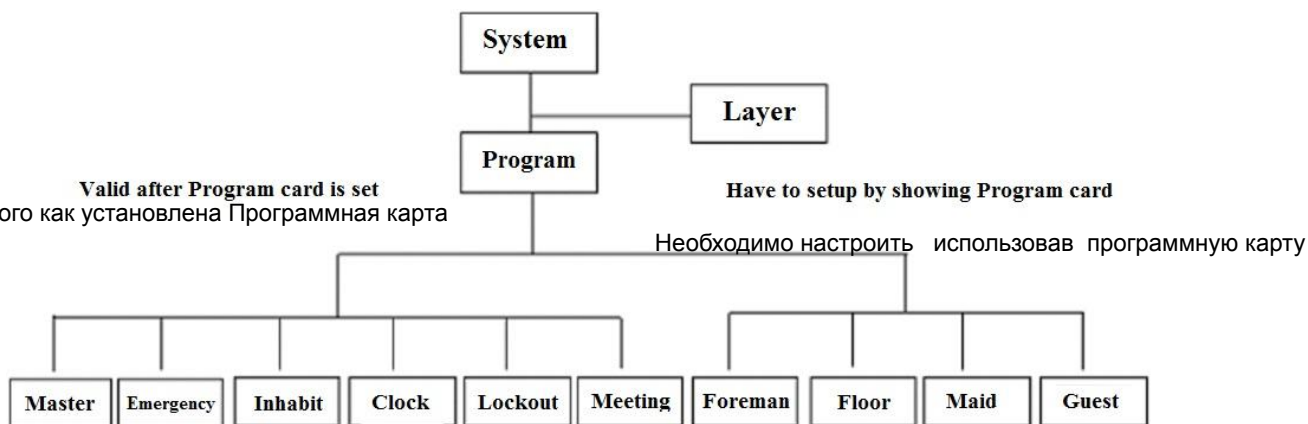 System
Layer
Program
Valid after Program card is set
Have to setup by showing Program card
ого как установлена Программная карта
Необходимо настроить использовав программную карту
Master Emergency Inhabit Clock Lockout Meeting Foreman Floor Maid Guest